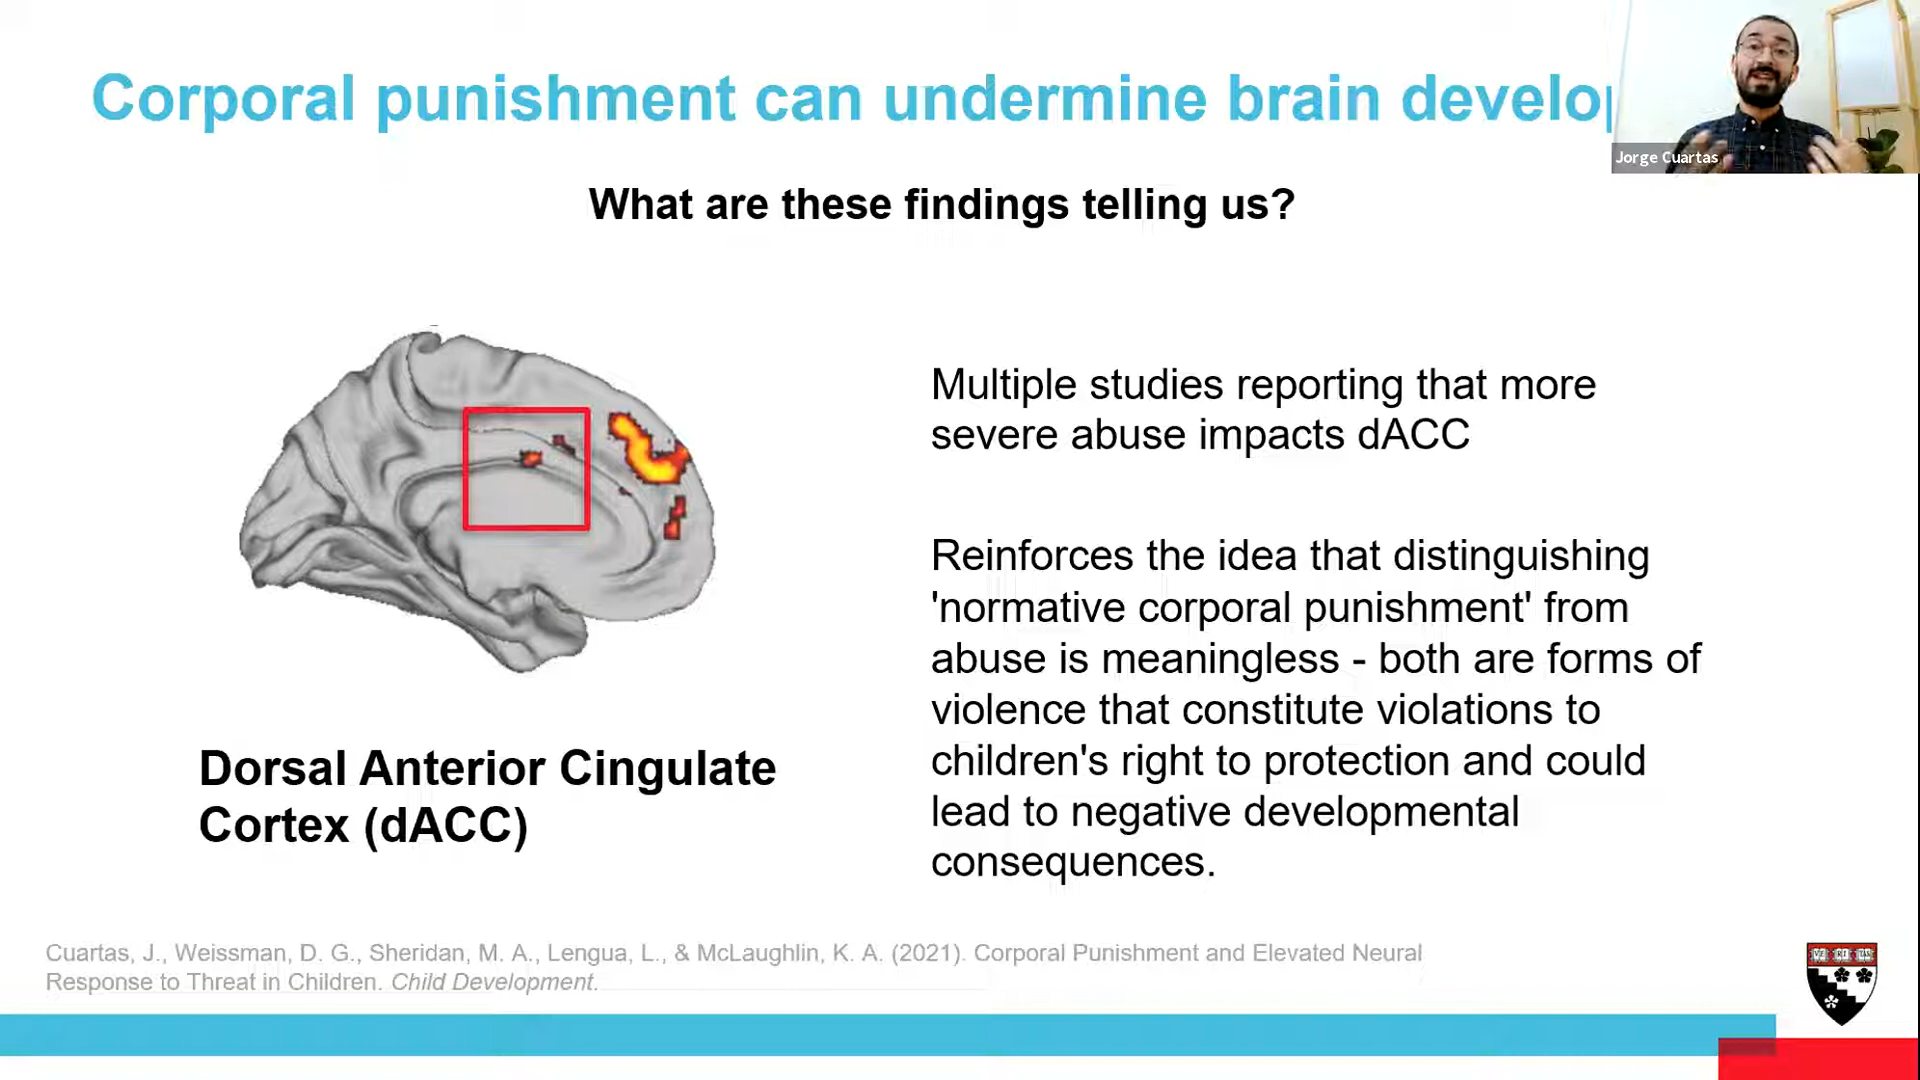 Corporal punishment can undermine brain develop
Jorge Cuartas
What are these findings telling us?
Multiple studies reporting that more
severe abuse impacts dACC
Reinforces the idea that distinguishing
'normative corporal punishment' from
abuse is meaningless - both are forms of
violence that constitute violations to
children's right to protection and could
lead to negative developmental
consequences.
Dorsal Anterior Cingulate
Cortex (dACC)
Cuartas, J., Weissman, D. G., Sheridan, M. A., Lengua, L., & McLaughlin, K. A. (2021). Corporal Punishment and Elevated Neural
Response to Threat in Children. Child Development.
VE RI TAS